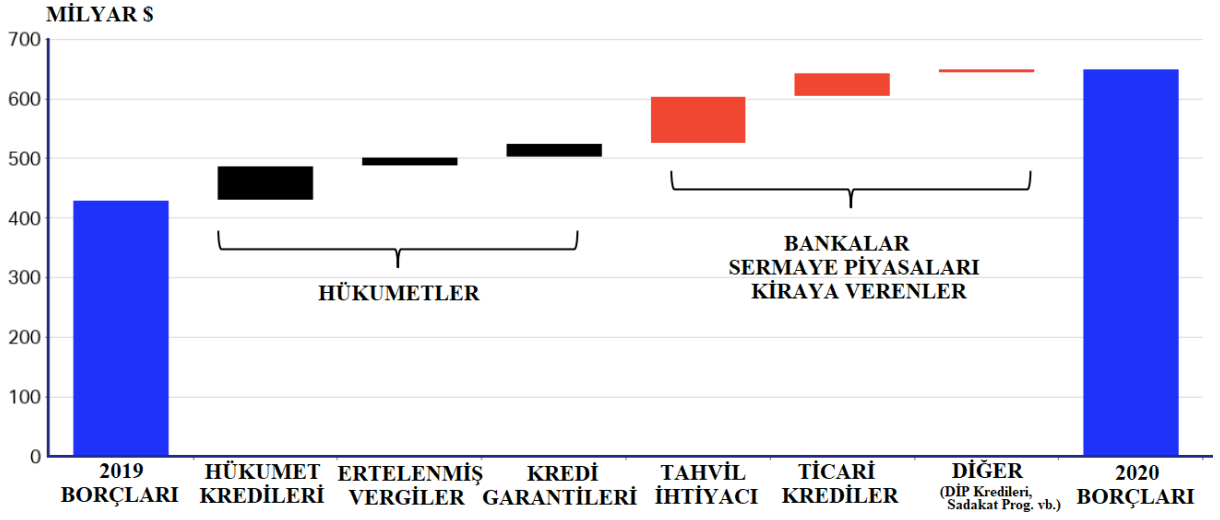 MİLYAR $
700
600
500
400
300
200
100
0
HÜKUMETLER
BANKALAR
SERMAYE PİYASALARI
KİRAYA VERENLER
2019
BORÇLARI
HÜKUMET
KREDİLERİ
ERTELENMİŞ
VERGİLER
KREDİ
GARANTİLERİ
TAHVİL
İHTİYACI
TİCARİ
KREDİLER
DİĞER
(DİP Kredileri,
Sadakat Prog. vb.)
2020
BORÇLARI